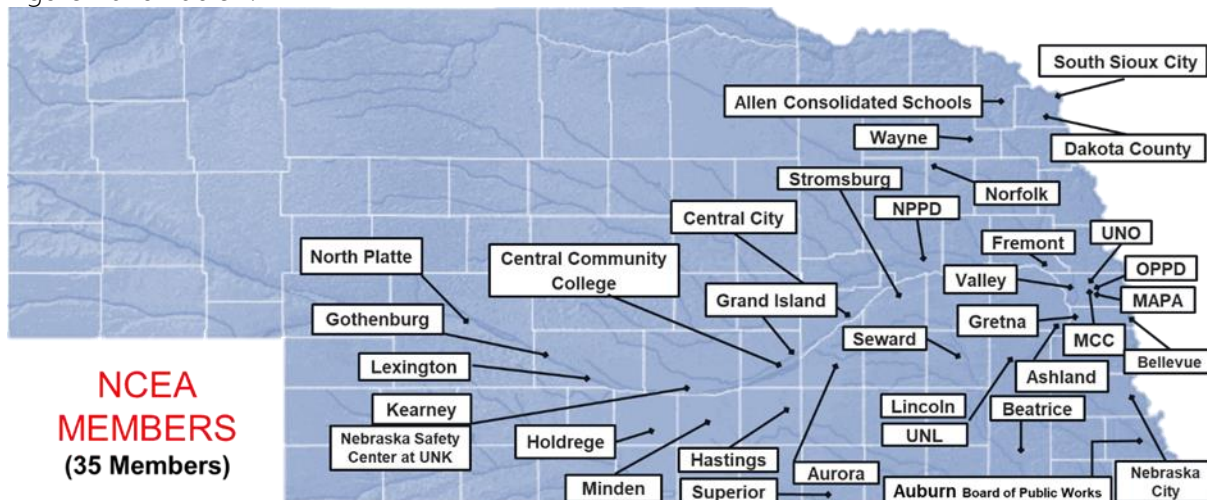 South Sioux City
Allen Consolidated Schools
Wayne
Dakota County
Stromsburg
Norfolk
NPPD
Central City
UNO
Fremont
North Platte
Central Community
College
OPPD
Valley
MAPA
Grand Island
Gothenburg
Gretna
Seward
MCC
Bellevue
Lexington
Ashland
NCEA
MEMBERS
(35 Members)
Kearney
Nebraska Safety
Center at UNK
Lincoln
UNL
Beatrice
Holdrege
Hastings
Aurora
Minden
Superior
Auburn Board of Public Works
Nebraska
City